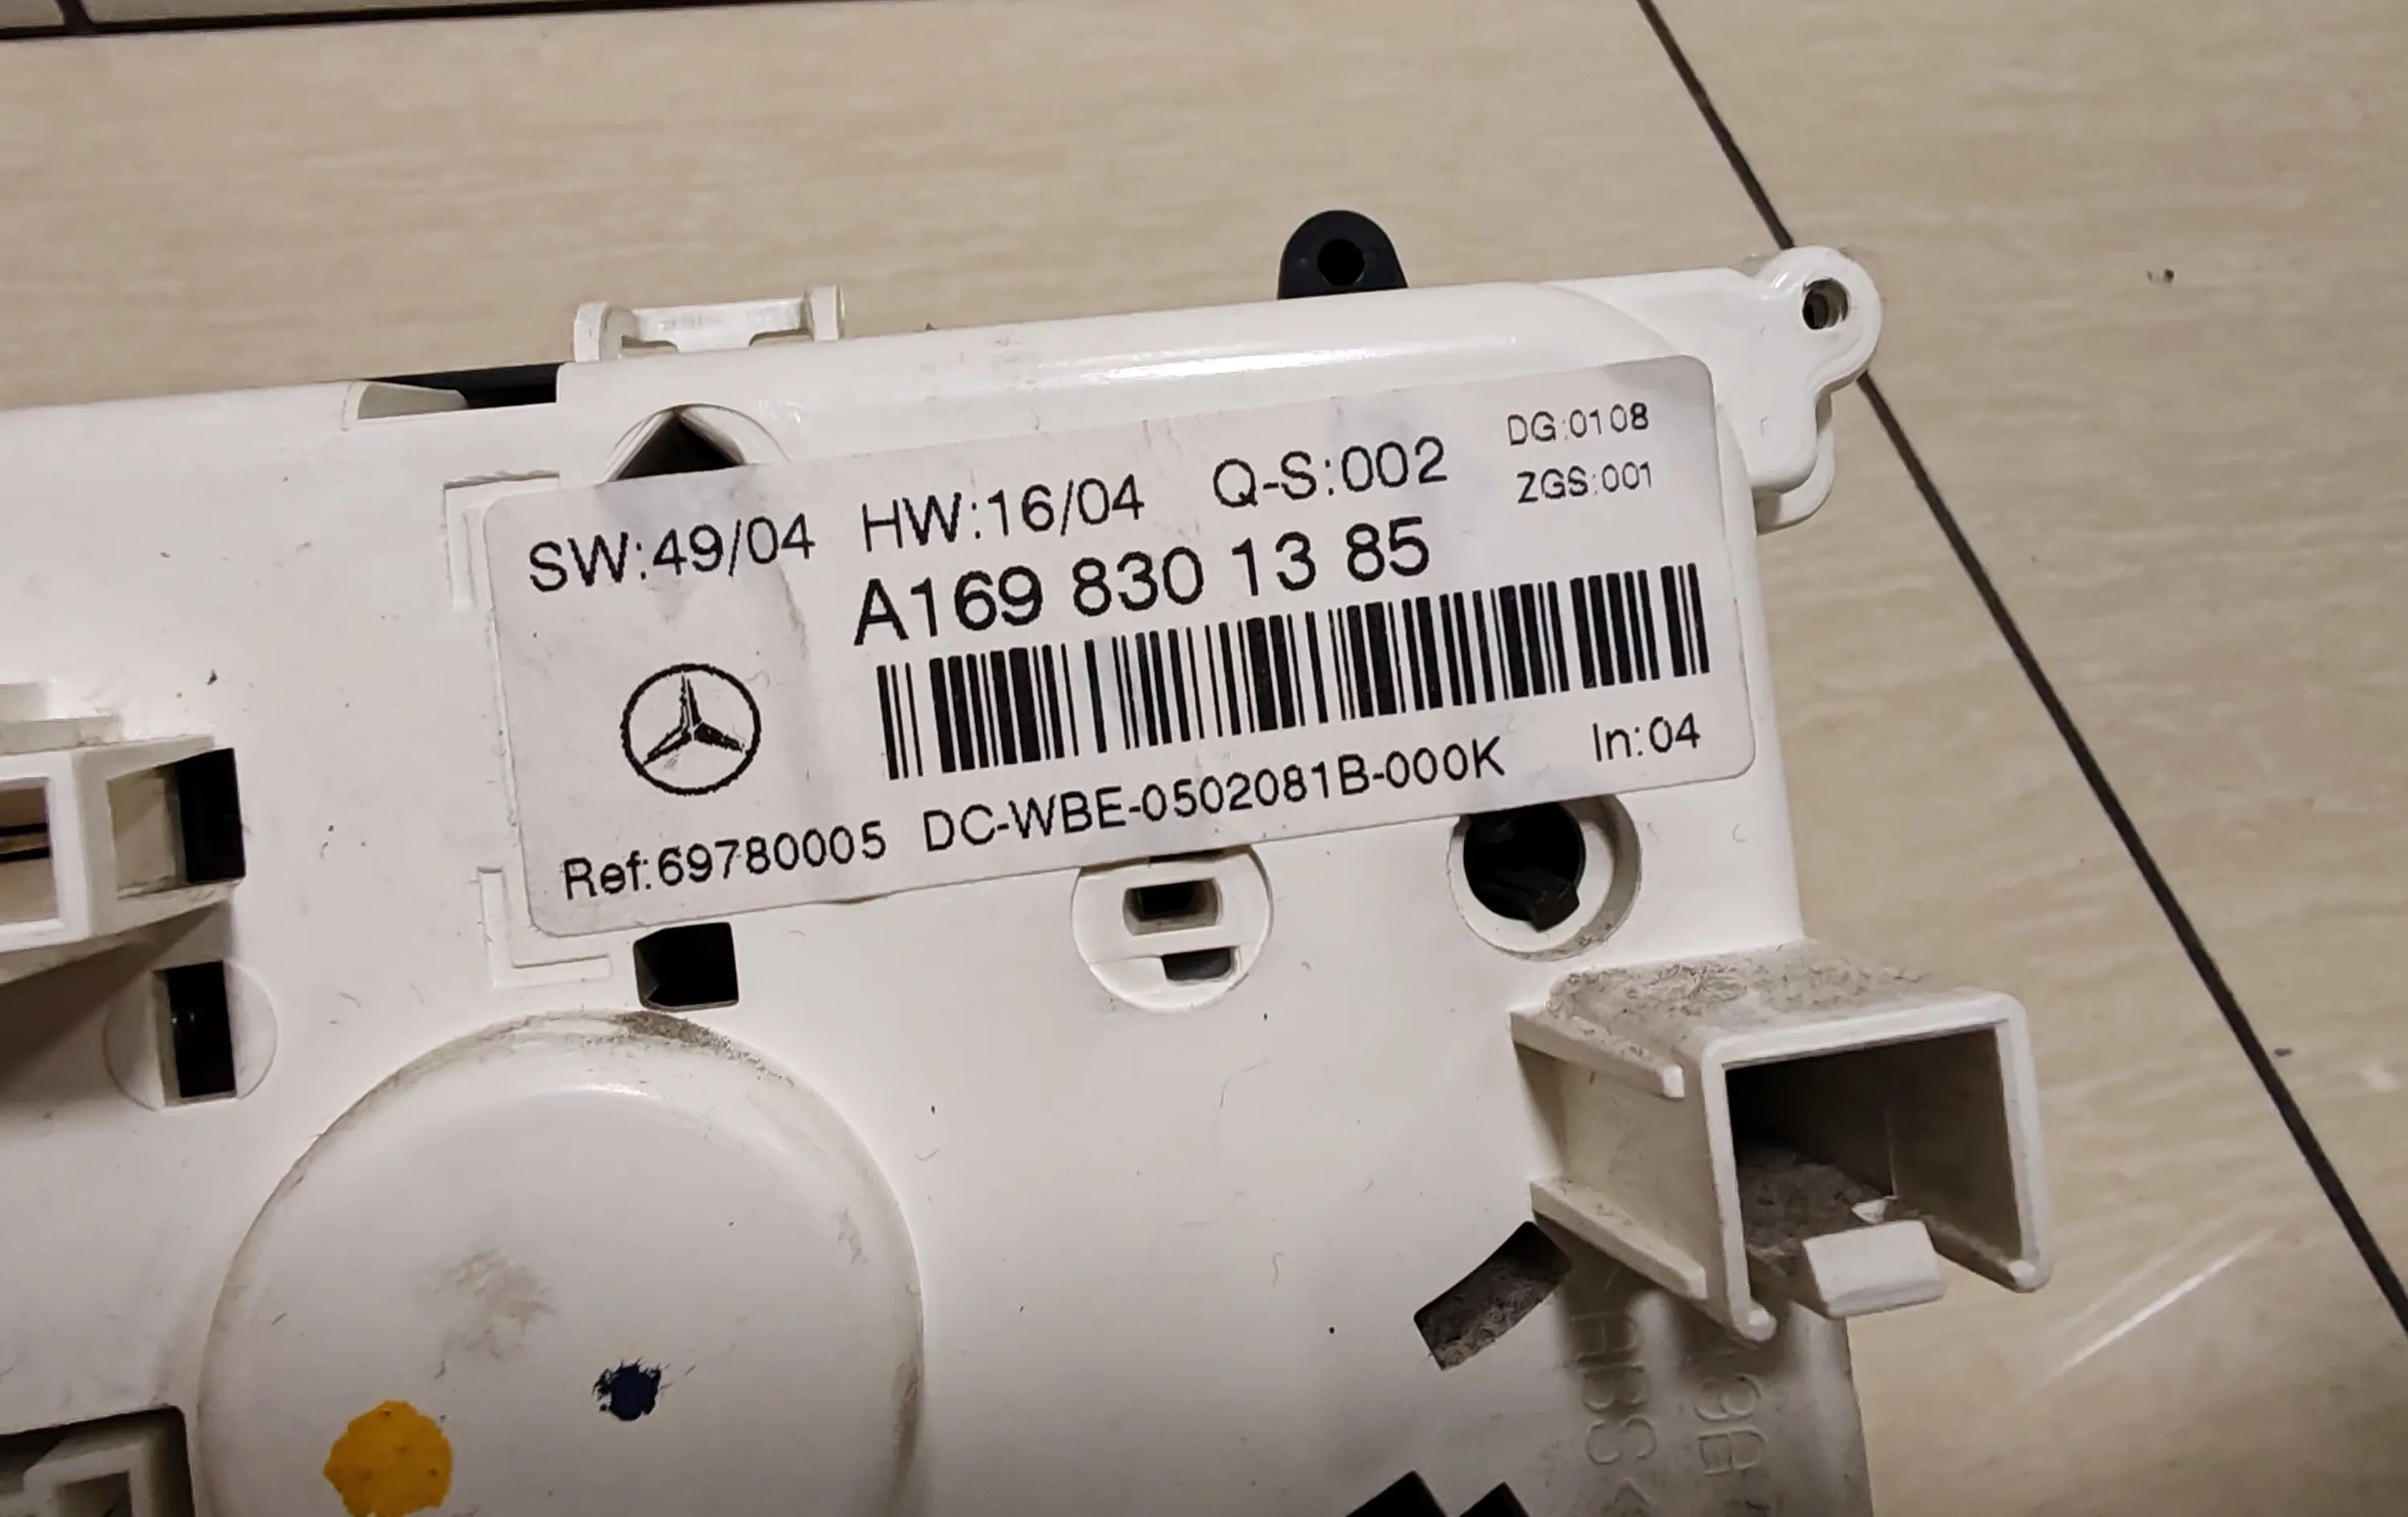 SW:49/04 HW:16/04 Q-S:002 DG:0108
ZGS:001
A169 830 13 85
Ref:69780005 DC-WBE-0502081B-000K In:04
ABS<